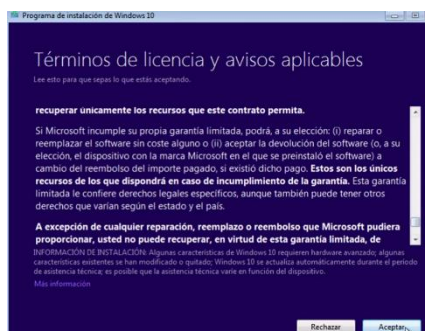 Programa de instalación de Windows 10
Términos de licencia y avisos aplicables
Lee esto para que sepas lo que estás aceptando.
recuperar únicamente los recursos que este contrato permita.
Si Microsoft incumple su propia garantía limitada, podrá, a su elección: (i) reparar o
reemplazar el software sin coste alguno o (ii) aceptar la devolución del software (o, a su
elección, el dispositivo con la marca Microsoft en el que se preinstaló el software) a
cambio del reembolso del importe pagado, si existió dicho pago. Estos son los únicos
recursos de los que dispondrá en caso de incumplimiento de la garantía. Esta garantía
limitada le confiere derechos legales específicos, aunque también puede tener otros
derechos que varían según el estado y el país.
A excepción de cualquier reparación, reemplazo o reembolso que Microsoft pudiera
proporcionar, usted no puede recuperar, en virtud de esta garantía limitada, de
INFORMACIÓN DE INSTALACIÓN: Algunas características de Windows 10 requieren hardware avanzado; algunas
características existentes se han modificado o quitado; Windows 10 se actualiza automáticamente durante el periodo
de asistencia técnica; es posible que la asistencia técnica varíe en función del dispositivo.
Más información
Rechazar
Aceptar